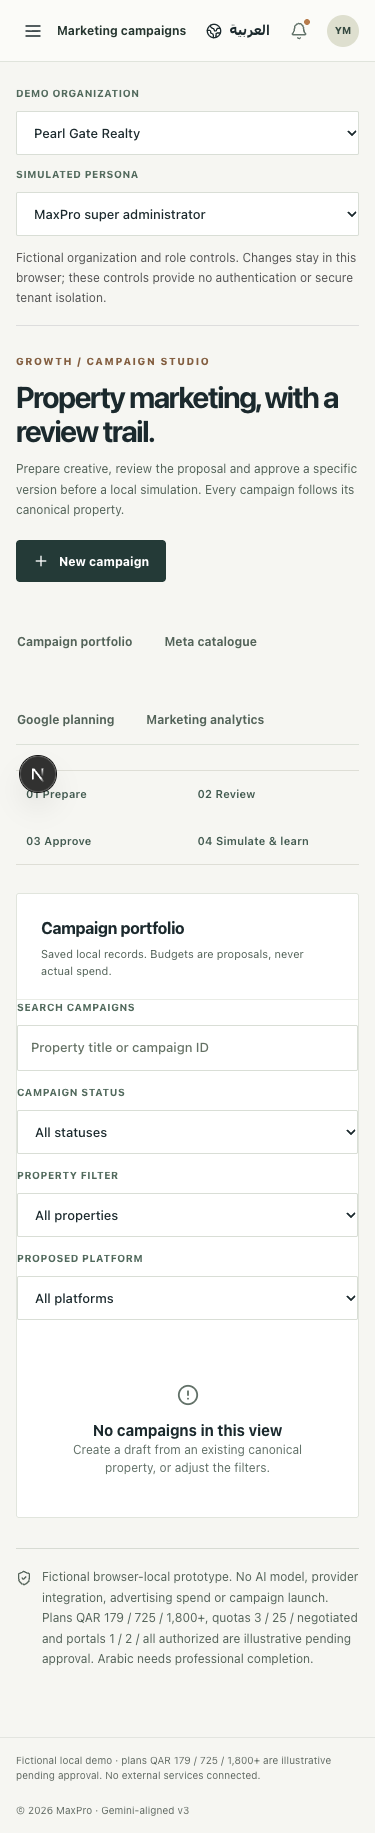 Marketing campaigns
العربية
YM
DEMO ORGANIZATION
Pearl Gate Realty
SIMULATED PERSONA
MaxPro super administrator
Fictional organization and role controls. Changes stay in this
browser; these controls provide no authentication or secure
tenant isolation.
GROWTH / CAMPAIGN STUDIO
Property marketing, with a
review trail.
Prepare creative, review the proposal and approve a specific
version before a local simulation. Every campaign follows its
canonical property.
New campaign
Campaign portfolio Meta catalogue
Google planning Marketing analytics
N
01 Prepare 02 Review
03 Approve 04 Simulate & learn
Campaign portfolio
Saved local records. Budgets are proposals, never
actual spend.
SEARCH CAMPAIGNS
Property title or campaign ID
CAMPAIGN STATUS
All statuses
PROPERTY FILTER
All properties
PROPOSED PLATFORM
All platforms
No campaigns in this view
Create a draft from an existing canonical
property, or adjust the filters.
Fictional browser-local prototype. No AI model, provider
integration, advertising spend or campaign launch.
Plans QAR 179 / 725 / 1,800+, quotas 3 / 25 / negotiated
and portals 1 / 2 / all authorized are illustrative pending
approval. Arabic needs professional completion.
Fictional local demo · plans QAR 179 / 725 / 1,800+ are illustrative
pending approval. No external services connected.
© 2026 MaxPro · Gemini-aligned v3